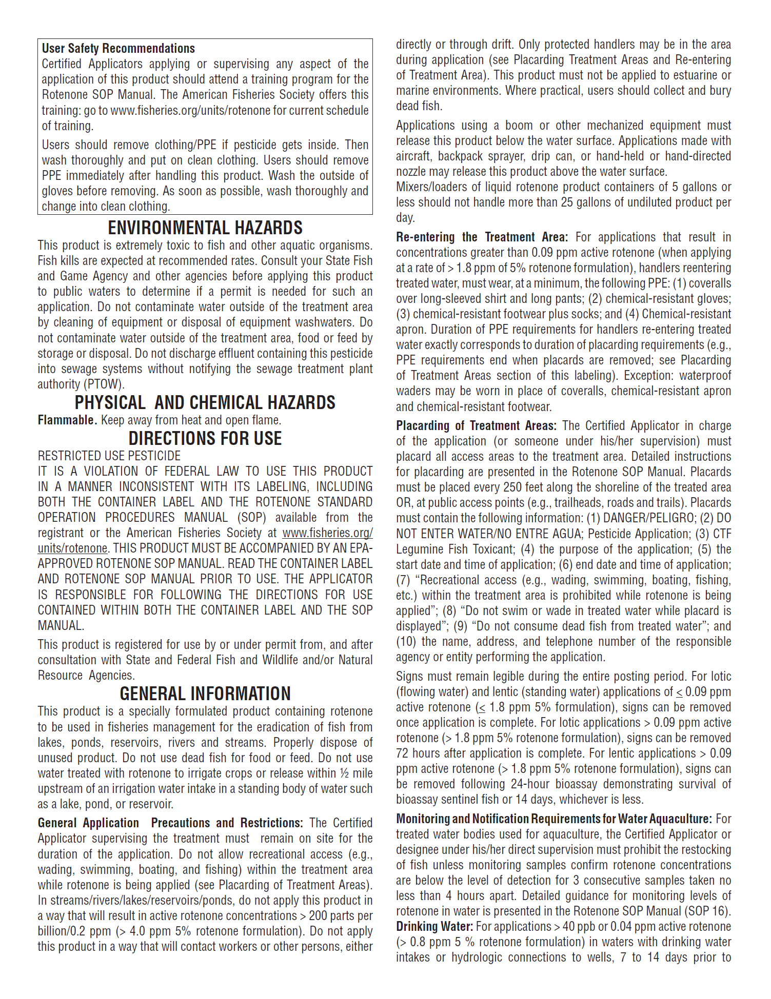 User Safety Recommendations
Certified Applicators applying or supervising any aspect of the
application of this product should attend a training program for the
Rotenone SOP Manual. The American Fisheries Society offers this
training: go to www.fisheries.org/units/rotenone for current schedule
of training.
Users should remove clothing/PPE if pesticide gets inside. Then
wash thoroughly and put on clean clothing. Users should remove
PPE immediately after handling this product. Wash the outside of
gloves before removing. As soon as possible, wash thoroughly and
change into clean clothing.
ENVIRONMENTAL HAZARDS
This product is extremely toxic to fish and other aquatic organisms.
Fish kills are expected at recommended rates. Consult your State Fish
and Game Agency and other agencies before applying this product
to public waters to determine if a permit is needed for such an
application. Do not contaminate water outside of the treatment area
by cleaning of equipment or disposal of equipment washwaters. Do
not contaminate water outside of the treatment area, food or feed by
storage or disposal. Do not discharge effluent containing this pesticide
into sewage systems without notifying the sewage treatment plant
authority (PTOW).
PHYSICAL AND CHEMICAL HAZARDS
Flammable. Keep away from heat and open flame.
DIRECTIONS FOR USE
RESTRICTED USE PESTICIDE
IT IS A VIOLATION OF FEDERAL LAW TO USE THIS PRODUCT
IN A MANNER INCONSISTENT WITH ITS LABELING, INCLUDING
BOTH THE CONTAINER LABEL AND THE ROTENONE STANDARD
OPERATION PROCEDURES MANUAL (SOP) available from the
registrant or the American Fisheries Society at www.fisheries.org/
units/rotenone. THIS PRODUCT MUST BE ACCOMPANIED BY AN EPA-
APPROVED ROTENONE SOP MANUAL. READ THE CONTAINER LABEL
AND ROTENONE SOP MANUAL PRIOR TO USE. THE APPLICATOR
IS RESPONSIBLE FOR FOLLOWING THE DIRECTIONS FOR USE
CONTAINED WITHIN BOTH THE CONTAINER LABEL AND THE SOP
MANUAL.
This product is registered for use by or under permit from, and after
consultation with State and Federal Fish and Wildlife and/or Natural
Resource Agencies.
GENERAL INFORMATION
This product is a specially formulated product containing rotenone
to be used in fisheries management for the eradication of fish from
lakes, ponds, reservoirs, rivers and streams. Properly dispose of
unused product. Do not use dead fish for food or feed. Do not use
water treated with rotenone to irrigate crops or release within ½ mile
upstream of an irrigation water intake in a standing body of water such
as a lake, pond, or reservoir.
General Application Precautions and Restrictions: The Certified
Applicator supervising the treatment must remain on site for the
duration of the application. Do not allow recreational access (e.g.,
wading, swimming, boating, and fishing) within the treatment area
while rotenone is being applied (see Placarding of Treatment Areas).
In streams/rivers/lakes/reservoirs/ponds, do not apply this product in
a way that will result in active rotenone concentrations > 200 parts per
billion/0.2 ppm (> 4.0 ppm 5% rotenone formulation). Do not apply
this product in a way that will contact workers or other persons, either
directly or through drift. Only protected handlers may be in the area
during application (see Placarding Treatment Areas and Re-entering
of Treatment Area). This product must not be applied to estuarine or
marine environments. Where practical, users should collect and bury
dead fish.
Applications using a boom or other mechanized equipment must
release this product below the water surface. Applications made with
aircraft, backpack sprayer, drip can, or hand-held or hand-directed
nozzle may release this product above the water surface.
Mixers/loaders of liquid rotenone product containers of 5 gallons or
less should not handle more than 25 gallons of undiluted product per
day.
Re-entering the Treatment Area: For applications that result in
concentrations greater than 0.09 ppm active rotenone (when applying
at a rate of > 1.8 ppm of 5% rotenone formulation), handlers reentering
treated water, must wear, at a minimum, the following PPE: (1) coveralls
over long-sleeved shirt and long pants; (2) chemical-resistant gloves;
(3) chemical-resistant footwear plus socks; and (4) Chemical-resistant
apron. Duration of PPE requirements for handlers re-entering treated
water exactly corresponds to duration of placarding requirements (e.g.,
PPE requirements end when placards are removed; see Placarding
of Treatment Areas section of this labeling). Exception: waterproof
waders may be worn in place of coveralls, chemical-resistant apron
and chemical-resistant footwear.
Placarding of Treatment Areas: The Certified Applicator in charge
of the application (or someone under his/her supervision) must
placard all access areas to the treatment area. Detailed instructions
for placarding are presented in the Rotenone SOP Manual. Placards
must be placed every 250 feet along the shoreline of the treated area
OR, at public access points (e.g., trailheads, roads and trails). Placards
must contain the following information: (1) DANGER/PELIGRO; (2) DO
NOT ENTER WATER/NO ENTRE AGUA; Pesticide Application; (3) CTF
Legumine Fish Toxicant; (4) the purpose of the application; (5) the
start date and time of application; (6) end date and time of application;
(7) “Recreational access (e.g., wading, swimming, boating, fishing,
etc.) within the treatment area is prohibited while rotenone is being
applied”; (8) “Do not swim or wade in treated water while placard is
displayed”; (9) “Do not consume dead fish from treated water”; and
(10) the name, address, and telephone number of the responsible
agency or entity performing the application.
Signs must remain legible during the entire posting period. For lotic
(flowing water) and lentic (standing water) applications of < 0.09 ppm
active rotenone (< 1.8 ppm 5% formulation), signs can be removed
once application is complete. For lotic applications > 0.09 ppm active
rotenone (> 1.8 ppm 5% rotenone formulation), signs can be removed
72 hours after application is complete. For lentic applications > 0.09
ppm active rotenone (> 1.8 ppm 5% rotenone formulation), signs can
be removed following 24-hour bioassay demonstrating survival of
bioassay sentinel fish or 14 days, whichever is less.
Monitoring and Notification Requirements for Water Aquaculture: For
treated water bodies used for aquaculture, the Certified Applicator or
designee under his/her direct supervision must prohibit the restocking
of fish unless monitoring samples confirm rotenone concentrations
are below the level of detection for 3 consecutive samples taken no
less than 4 hours apart. Detailed guidance for monitoring levels of
rotenone in water is presented in the Rotenone SOP Manual (SOP 16).
Drinking Water: For applications > 40 ppb or 0.04 ppm active rotenone
(> 0.8 ppm 5 % rotenone formulation) in waters with drinking water
intakes or hydrologic connections to wells, 7 to 14 days prior to